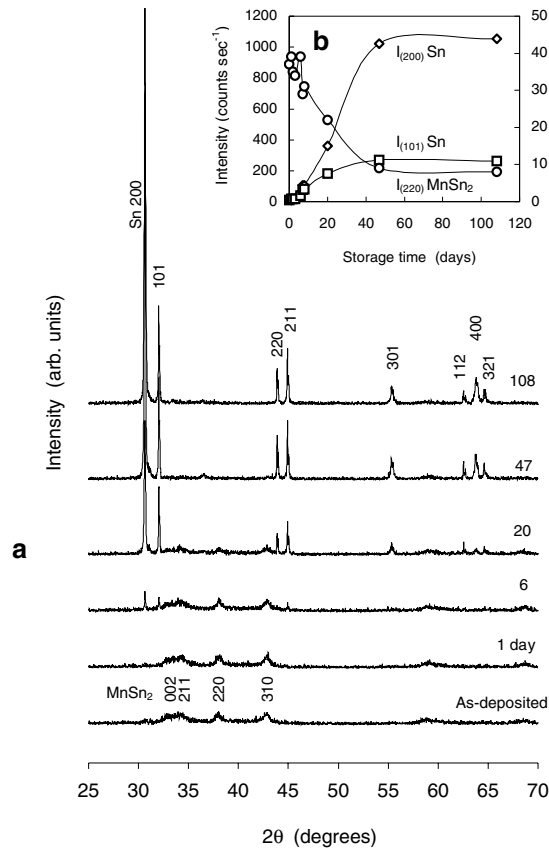 b
Intensity (counts sec-1)
1200
1000
800
600
400
200
0
50
40
30
20
10
0
I(200) Sn
I(101) Sn
I(220) MnSn2
0 20 40 60 80 100 120
Storage time (days)
Intensity (arb. units)
a
Sn 200
101
220
211
301
112
400
321
108
47
20
6
1 day
As-deposited
MnSn2
002
211
220
310
25 30 35 40 45 50 55 60 65 70
2θ (degrees)